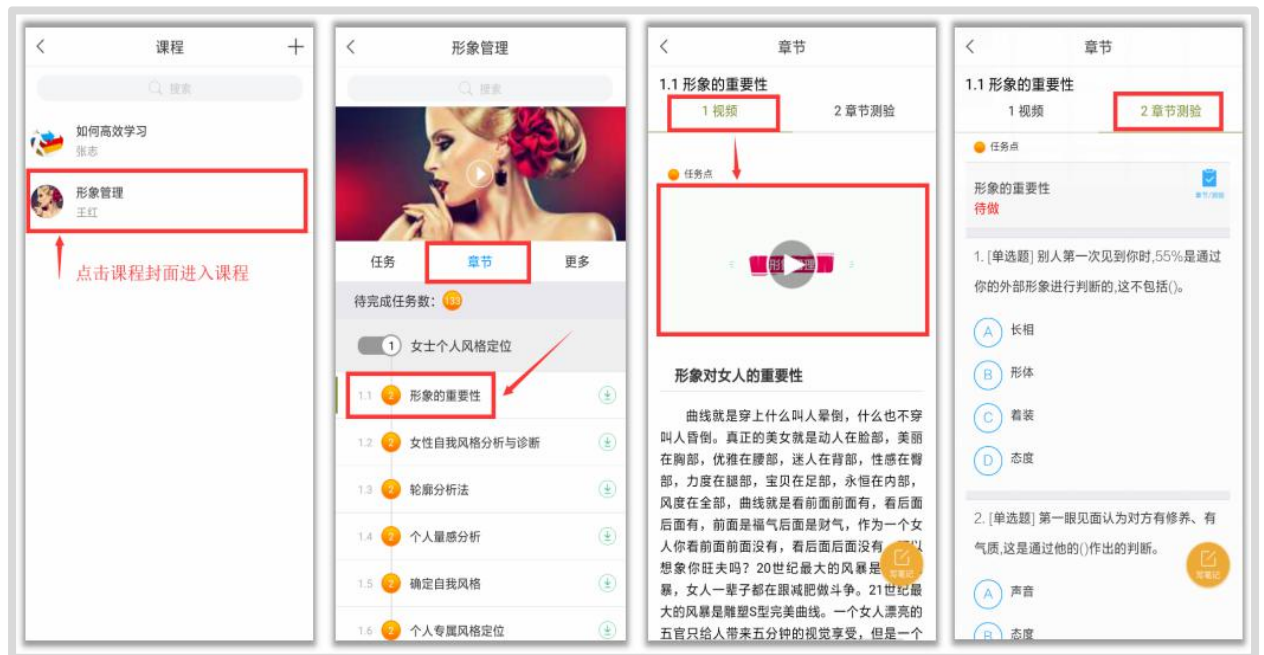 课程
搜索
如何高效学习
张志
形象管理
王红
点击课程封面进入课程
形象管理
搜索
任务 章节 更多
待完成任务数: 133
1 女士个人风格定位
1.1 2 形象的重要性
1.2 2 女性自我风格分析与诊断
1.3 2 轮廓分析法
1.4 2 个人量感分析
1.5 2 确定自我风格
1.6 2 个人专属风格定位
章节
1.1 形象的重要性
1 视频 2 章节测验
任务点
形象对女人的重要性
曲线就是穿上什么叫人晕倒，什么也不穿
叫人昏倒。真正的美女就是动人在脸部，美丽
在胸部，优雅在腰部，迷人在背部，性感在臀
部，力度在腿部，宝贝在足部，永恒在内部，
风度在全部，曲线就是看前面前面有，看后面
后面有，前面是福气后面是财气，作为一个女
人你看前面前面没有，看后面后面没有
想象你旺夫吗？20世纪最大的风暴是
写笔记
暴，女人一辈子都在跟减肥做斗争。21世纪最
大的风暴是雕塑S型完美曲线。一个女人漂亮的
五官只给人带来五分钟的视觉享受，但是一个
章节
1.1 形象的重要性
1 视频 2 章节测验
任务点
形象的重要性
待做
章节/测验
1. [单选题] 别人第一次见到你时,55%是通过
你的外部形象进行判断的,这不包括()。
A 长相
B 形体
C 着装
D 态度
2. [单选题] 第一眼见面认为对方有修养、有
气质,这是通过他的()作出的判断。
写笔记
A 声音
B 态度